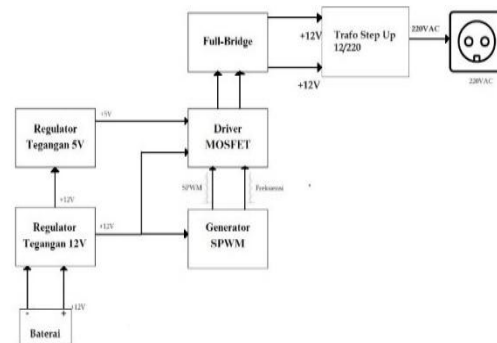 Full-Bridge
+12V
+12V
Trafo Step Up
12/220
220VAC
220VAC
Regulator
Tegangan 5V
+5V
Driver
MOSFET
+12V
SPWM
Frekuensi
Regulator
Tegangan 12V
+12V
Generator
SPWM
- +
+12V
Baterai